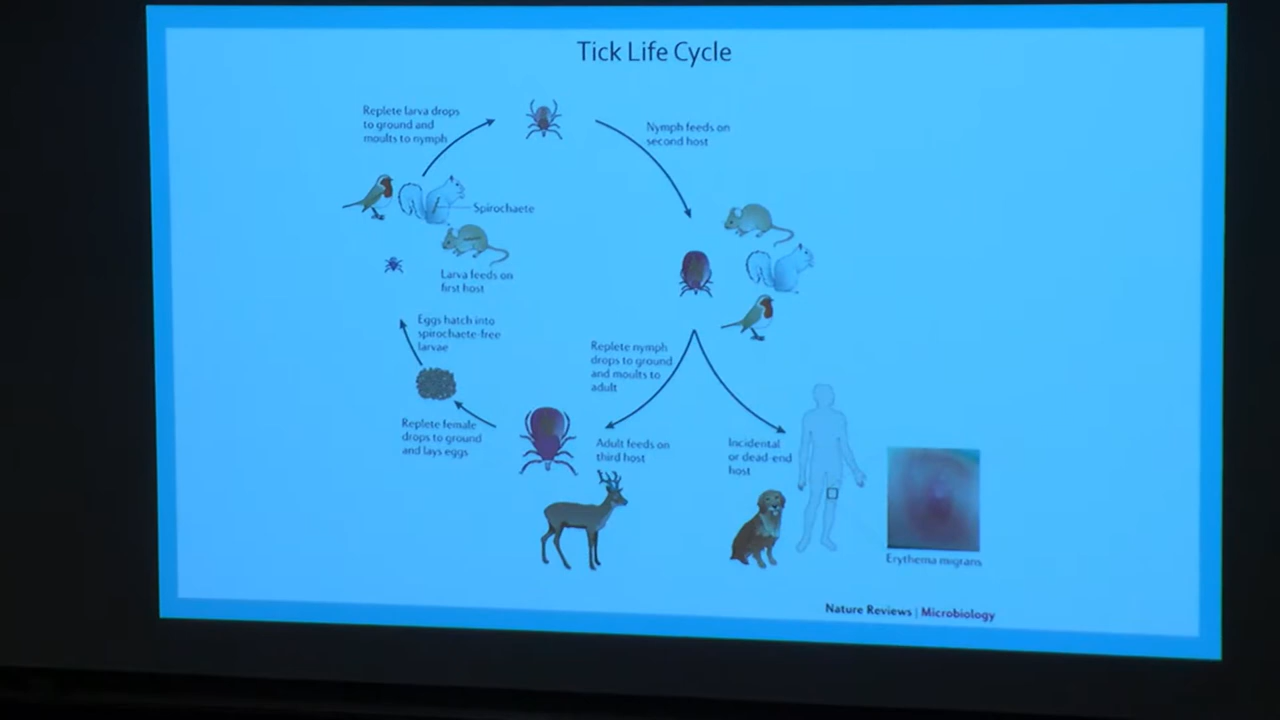 Tick Life Cycle
Replete larva drops
to ground and
moults to nymph
Nymph feeds on
second host
Spirochaete
Larva feeds on
first host
Eggs hatch into
spirochaete-free
larvae
Replete nymph
drops to ground
and moults to
adult
Replete female
drops to ground
and lays eggs
Adult feeds on
third host
Incidental
or dead-end
host
Erythema migrans
Nature Reviews | Microbiology